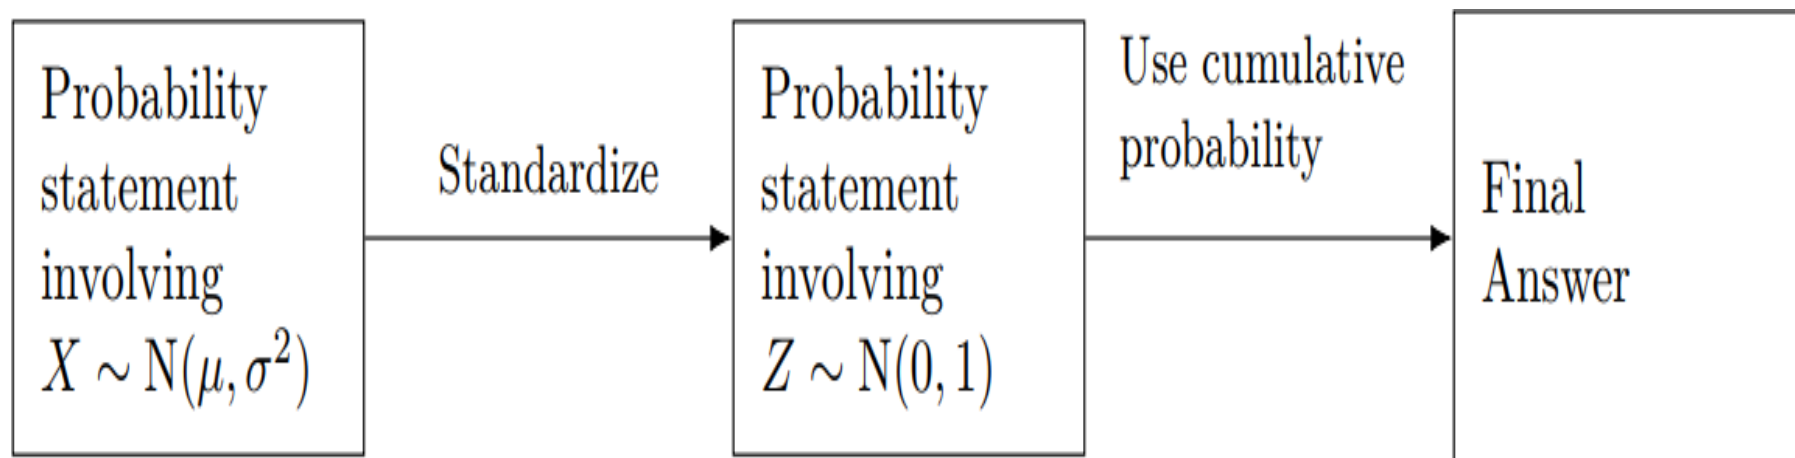 Probability
statement
involving
X ∼ N(μ, σ²)
Standardize
Probability
statement
involving
Z ∼ N(0, 1)
Use cumulative
probability
Final
Answer